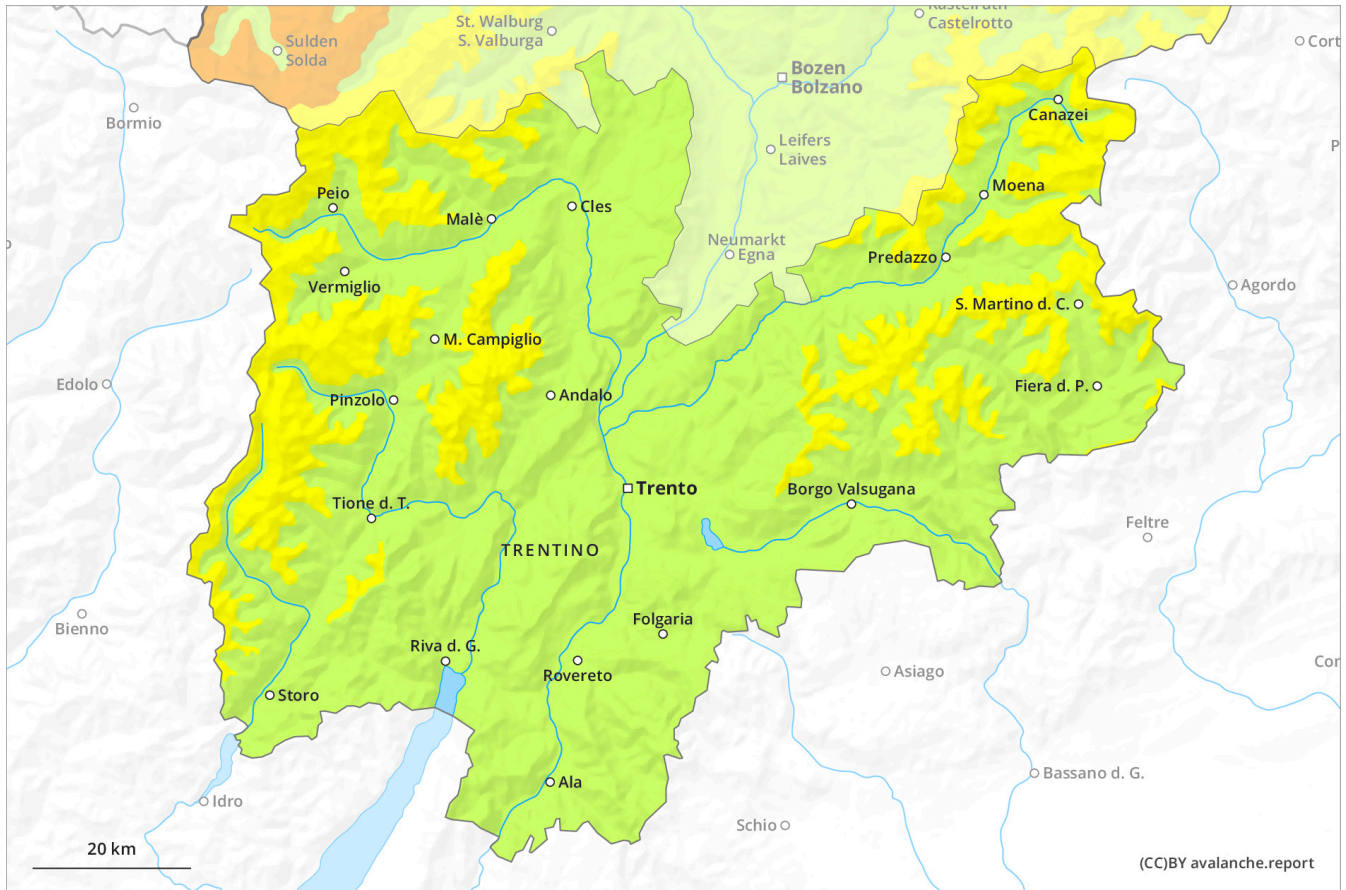 St. Walburg
S. Valburga
Castelrotto
Sulden
Solda
Cort
Bozen
Bolzano
Canazei
Bormio
Leifers
Laives
P
Moena
Peio
Malè
Cles
Neumarkt
Egna
Predazzo
Vermiglio
Agordo
S. Martino d. C.
M. Campiglio
Edolo
Pinzolo
Andalo
Fiera d. P.
Trento
Borgo Valsugana
Tione d. T.
Feltre
TRENTINO
Bienno
Folgaria
Riva d. G.
Rovereto
Asiago
Cor
Storo
Ala
Bassano d. G.
Idro
Schio
20 km
(CC)BY avalanche.report